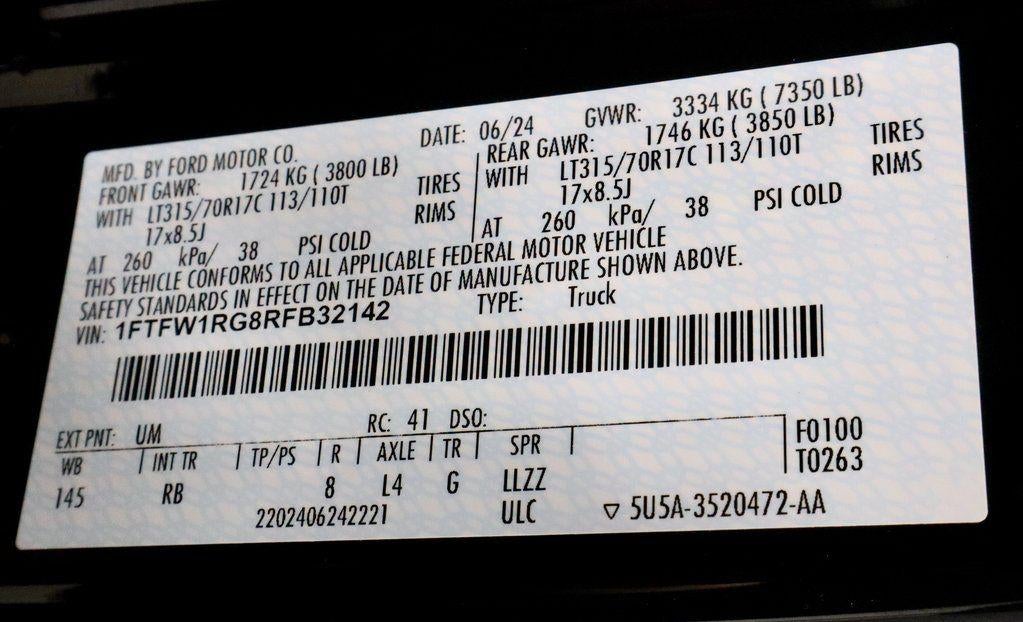 MFD. BY FORD MOTOR CO.
DATE: 06/24 GVWR: 3334 KG ( 7350 LB)
FRONT GAWR: 1724 KG ( 3800 LB)
WITH LT315/70R17C 113/110T TIRES
17x8.5J RIMS
AT 260 kPa/ 38 PSI COLD
REAR GAWR: 1746 KG ( 3850 LB)
WITH LT315/70R17C 113/110T TIRES
17x8.5J RIMS
AT 260 kPa/ 38 PSI COLD
THIS VEHICLE CONFORMS TO ALL APPLICABLE FEDERAL MOTOR VEHICLE
SAFETY STANDARDS IN EFFECT ON THE DATE OF MANUFACTURE SHOWN ABOVE.
VIN: 1FTFW1RG8RFB32142 TYPE: Truck
EXT PNT: UM RC: 41 DSO:
WB INT TR TP/PS R AXLE TR SPR
145 RB 8 L4 G LLZZ
2202406242221 ULC
F0100
T0263
▽ 5U5A-3520472-AA